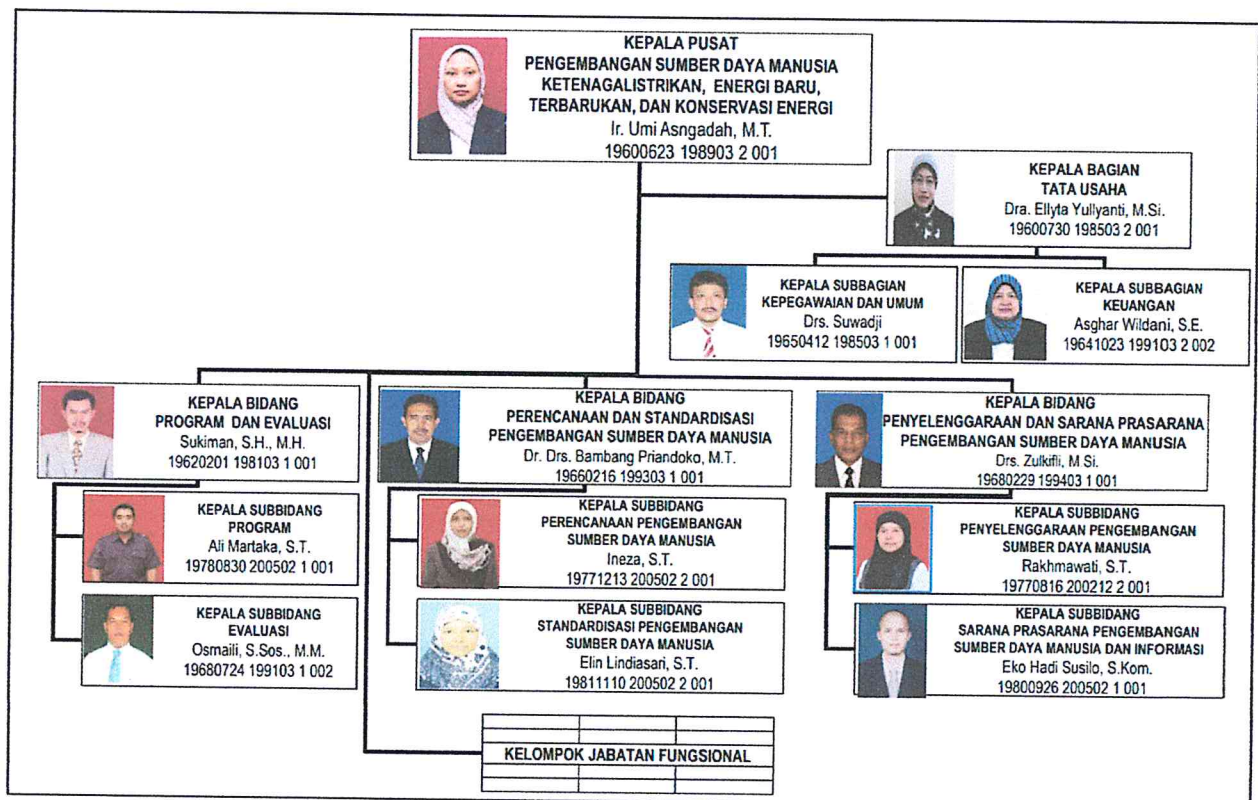 KEPALA PUSAT
PENGEMBANGAN SUMBER DAYA MANUSIA
KETENAGALISTRIKAN, ENERGI BARU,
TERBARUKAN, DAN KONSERVASI ENERGI
Ir. Umi Asngadah, M.T.
19600623 198903 2 001
KEPALA BAGIAN
TATA USAHA
Dra. Ellyta Yullyanti, M.Si.
19600730 198503 2 001
KEPALA SUBBAGIAN
KEPEGAWAIAN DAN UMUM
Drs. Suwadji
19650412 198503 1 001
KEPALA SUBBAGIAN
KEUANGAN
Asghar Wildani, S.E.
19641023 199103 2 002
KEPALA BIDANG
PROGRAM DAN EVALUASI
Sukiman, S.H., M.H.
19620201 198103 1 001
KEPALA BIDANG
PERENCANAAN DAN STANDARDISASI
PENGEMBANGAN SUMBER DAYA MANUSIA
Dr. Drs. Bambang Priandoko, M.T.
19660216 199303 1 001
KEPALA BIDANG
PENYELENGGARAAN DAN SARANA PRASARANA
PENGEMBANGAN SUMBER DAYA MANUSIA
Drs. Zulkifli, M.Si.
19680229 199403 1 001
KEPALA SUBBIDANG
PROGRAM
Ali Martaka, S.T.
19780830 200502 1 001
KEPALA SUBBIDANG
PERENCANAAN PENGEMBANGAN
SUMBER DAYA MANUSIA
Ineza, S.T.
19771213 200502 2 001
KEPALA SUBBIDANG
PENYELENGGARAAN PENGEMBANGAN
SUMBER DAYA MANUSIA
Rakhmawati, S.T.
19770816 200212 2 001
KEPALA SUBBIDANG
EVALUASI
Osmaili, S.Sos., M.M.
19680724 199103 1 002
KEPALA SUBBIDANG
STANDARDISASI PENGEMBANGAN
SUMBER DAYA MANUSIA
Elin Lindiasari, S.T.
19811110 200502 2 001
KEPALA SUBBIDANG
SARANA PRASARANA PENGEMBANGAN
SUMBER DAYA MANUSIA DAN INFORMASI
Eko Hadi Susilo, S.Kom.
19800926 200502 1 001
KELOMPOK JABATAN FUNGSIONAL